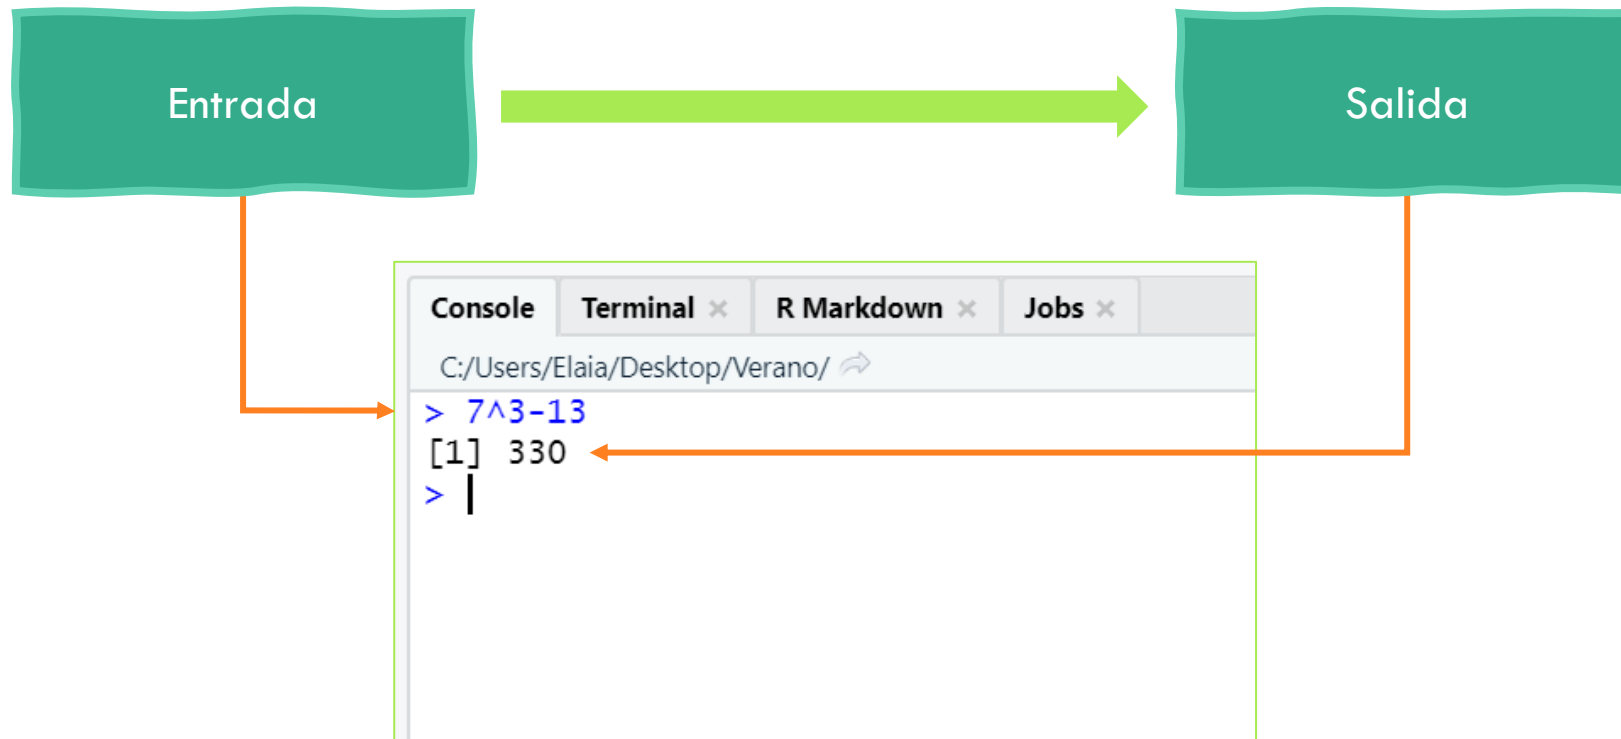 Entrada
Salida
Console Terminal R Markdown Jobs
C:/Users/Elaia/Desktop/Verano/
> 7^3-13
[1] 330
>